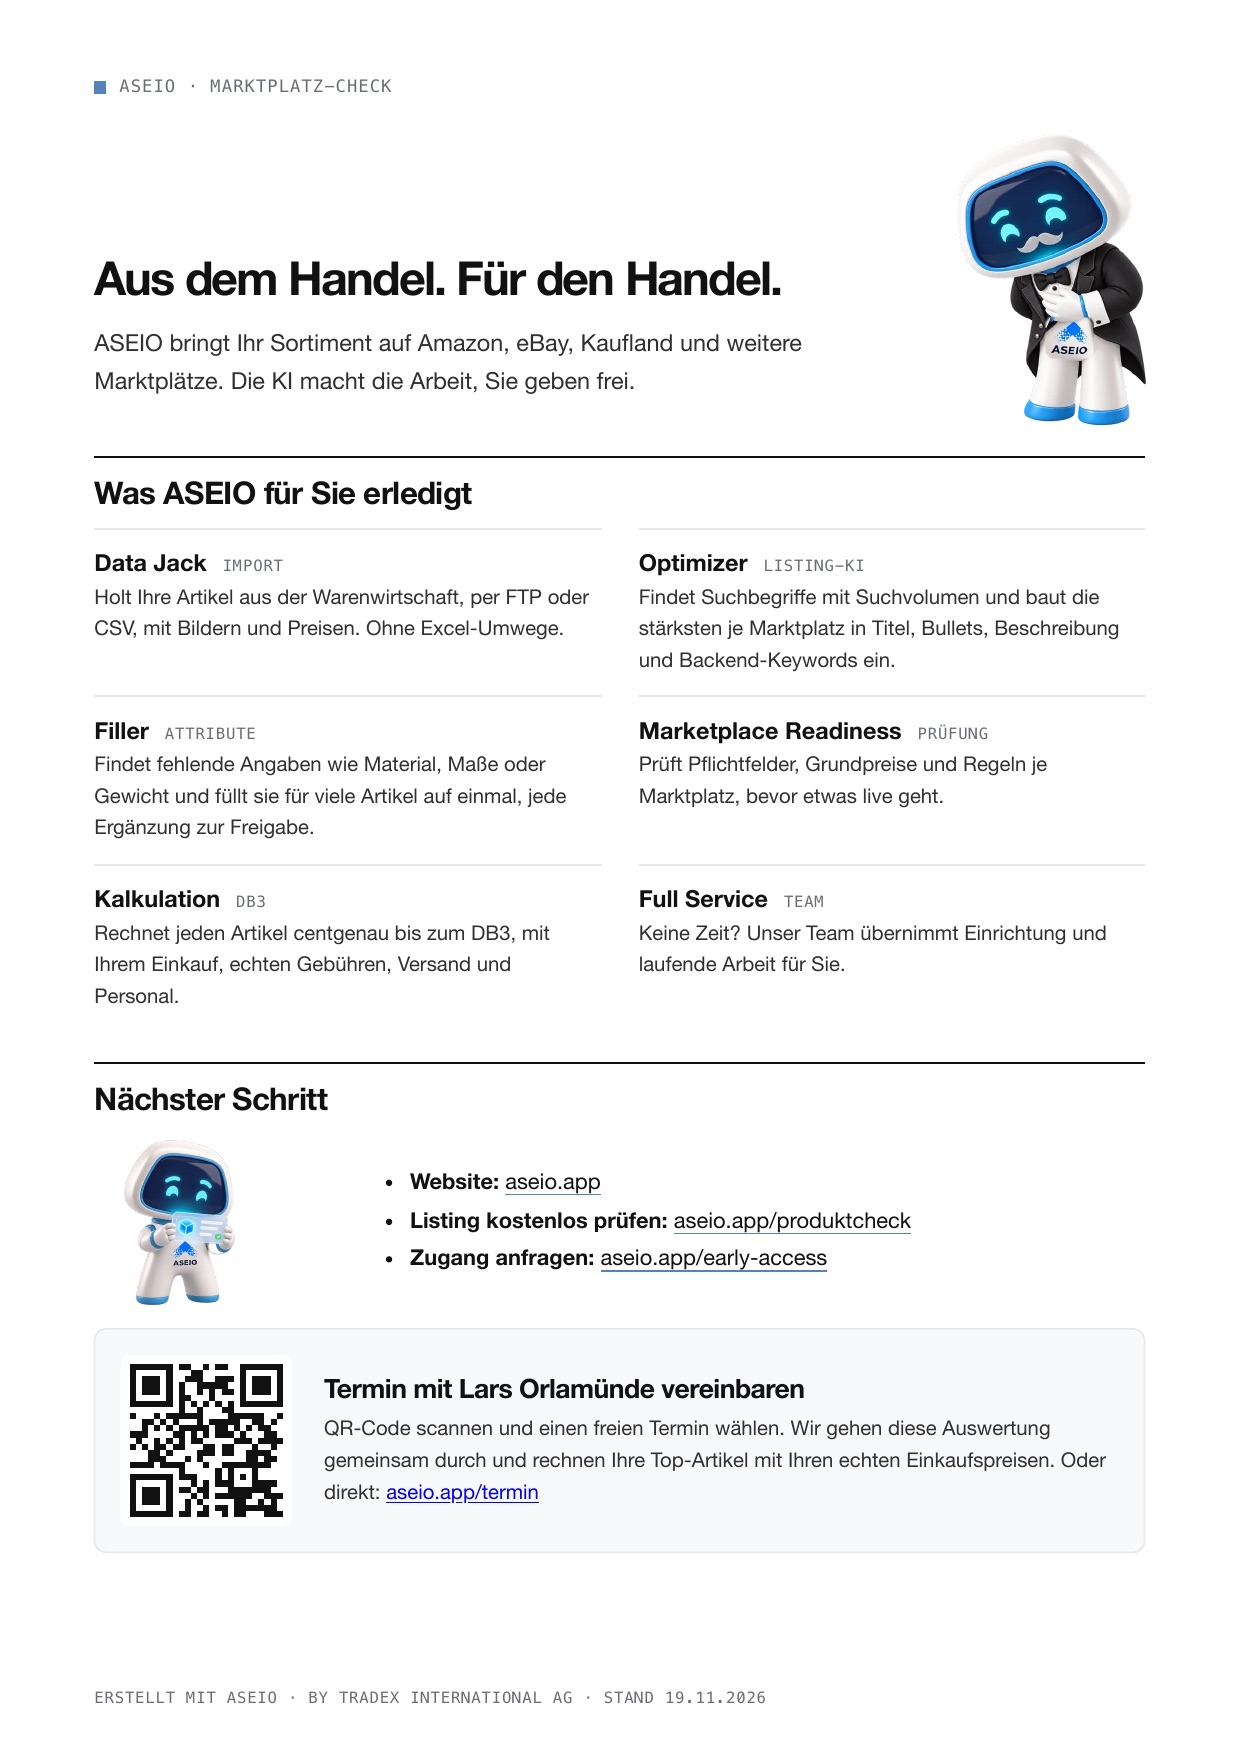 ASEIO · MARKTPLATZ-CHECK
Aus dem Handel. Für den Handel.
ASEIO bringt Ihr Sortiment auf Amazon, eBay, Kaufland und weitere
Marktplätze. Die KI macht die Arbeit, Sie geben frei.
ASEIO
Was ASEIO für Sie erledigt
Data Jack IMPORT
Holt Ihre Artikel aus der Warenwirtschaft, per FTP oder
CSV, mit Bildern und Preisen. Ohne Excel-Umwege.
Optimizer LISTING-KI
Findet Suchbegriffe mit Suchvolumen und baut die
stärksten je Marktplatz in Titel, Bullets, Beschreibung
und Backend-Keywords ein.
Filler ATTRIBUTE
Findet fehlende Angaben wie Material, Maße oder
Gewicht und füllt sie für viele Artikel auf einmal, jede
Ergänzung zur Freigabe.
Marketplace Readiness PRÜFUNG
Prüft Pflichtfelder, Grundpreise und Regeln je
Marktplatz, bevor etwas live geht.
Kalkulation DB3
Rechnet jeden Artikel centgenau bis zum DB3, mit
Ihrem Einkauf, echten Gebühren, Versand und
Personal.
Full Service TEAM
Keine Zeit? Unser Team übernimmt Einrichtung und
laufende Arbeit für Sie.
Nächster Schritt
ASEIO
• Website: aseio.app
• Listing kostenlos prüfen: aseio.app/produktcheck
• Zugang anfragen: aseio.app/early-access
Termin mit Lars Orlamünde vereinbaren
QR-Code scannen und einen freien Termin wählen. Wir gehen diese Auswertung
gemeinsam durch und rechnen Ihre Top-Artikel mit Ihren echten Einkaufspreisen. Oder
direkt: aseio.app/termin
ERSTELLT MIT ASEIO · BY TRADEX INTERNATIONAL AG · STAND 19.11.2026